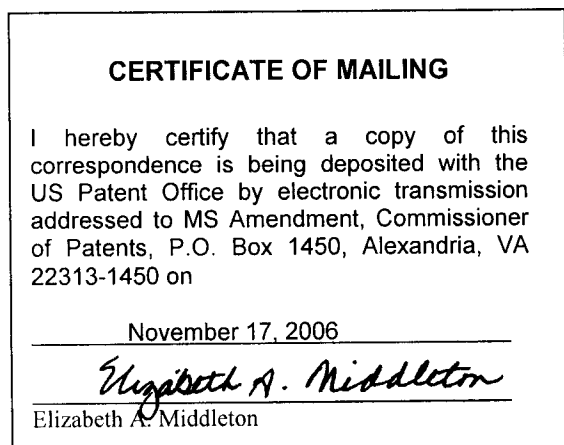 CERTIFICATE OF MAILING
I hereby certify that a copy of this
correspondence is being deposited with the
US Patent Office by electronic transmission
addressed to MS Amendment, Commissioner
of Patents, P.O. Box 1450, Alexandria, VA
22313-1450 on
November 17, 2006
Elizabeth A. Middleton
Elizabeth A. Middleton